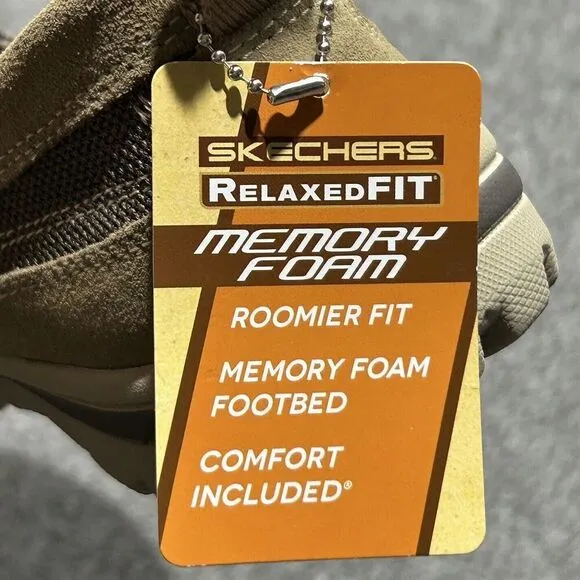 SKECHERS
RELAXEDFIT®
MEMORY
FOAM
ROOMIER FIT
MEMORY FOAM
FOOTBED
COMFORT
INCLUDED®